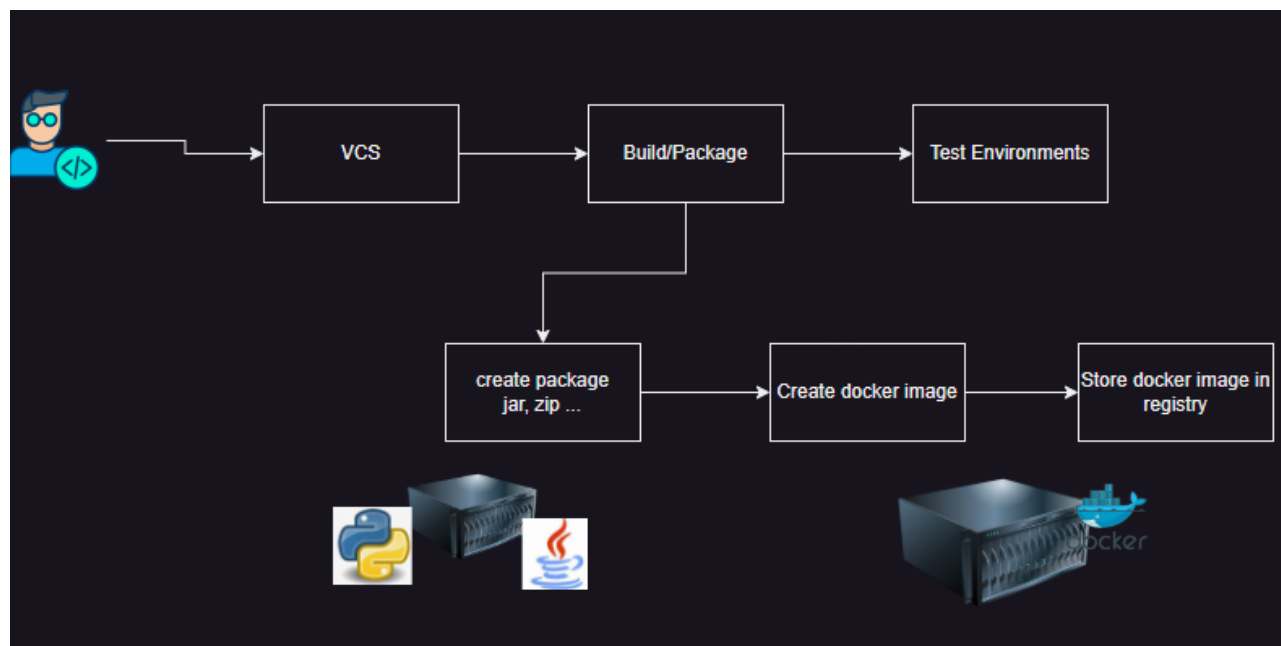 VCS
Build/Package
Test Environments
create package
jar, zip ...
Create docker image
Store docker image in
registry
docker